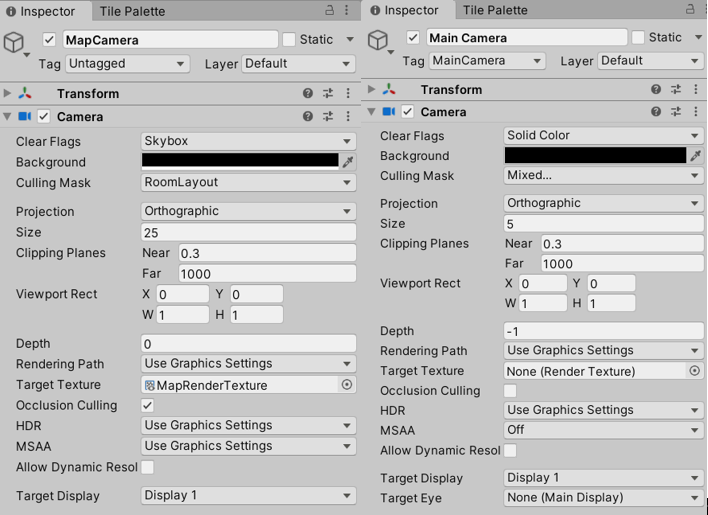 Inspector Tile Palette
MapCamera Static
Tag Untagged Layer Default
Transform
Camera
Clear Flags Skybox
Background
Culling Mask RoomLayout
Projection Orthographic
Size 25
Clipping Planes Near 0.3
Far 1000
Viewport Rect X 0 Y 0
W 1 H 1
Depth 0
Rendering Path Use Graphics Settings
Target Texture MapRenderTexture
Occlusion Culling
HDR Use Graphics Settings
MSAA Use Graphics Settings
Allow Dynamic Resol
Target Display Display 1
Inspector Tile Palette
Main Camera Static
Tag MainCamera Layer Default
Transform
Camera
Clear Flags Solid Color
Background
Culling Mask Mixed...
Projection Orthographic
Size 5
Clipping Planes Near 0.3
Far 1000
Viewport Rect X 0 Y 0
W 1 H 1
Depth -1
Rendering Path Use Graphics Settings
Target Texture None (Render Texture)
Occlusion Culling
HDR Use Graphics Settings
MSAA Off
Allow Dynamic Resol
Target Display Display 1
Target Eye None (Main Display)